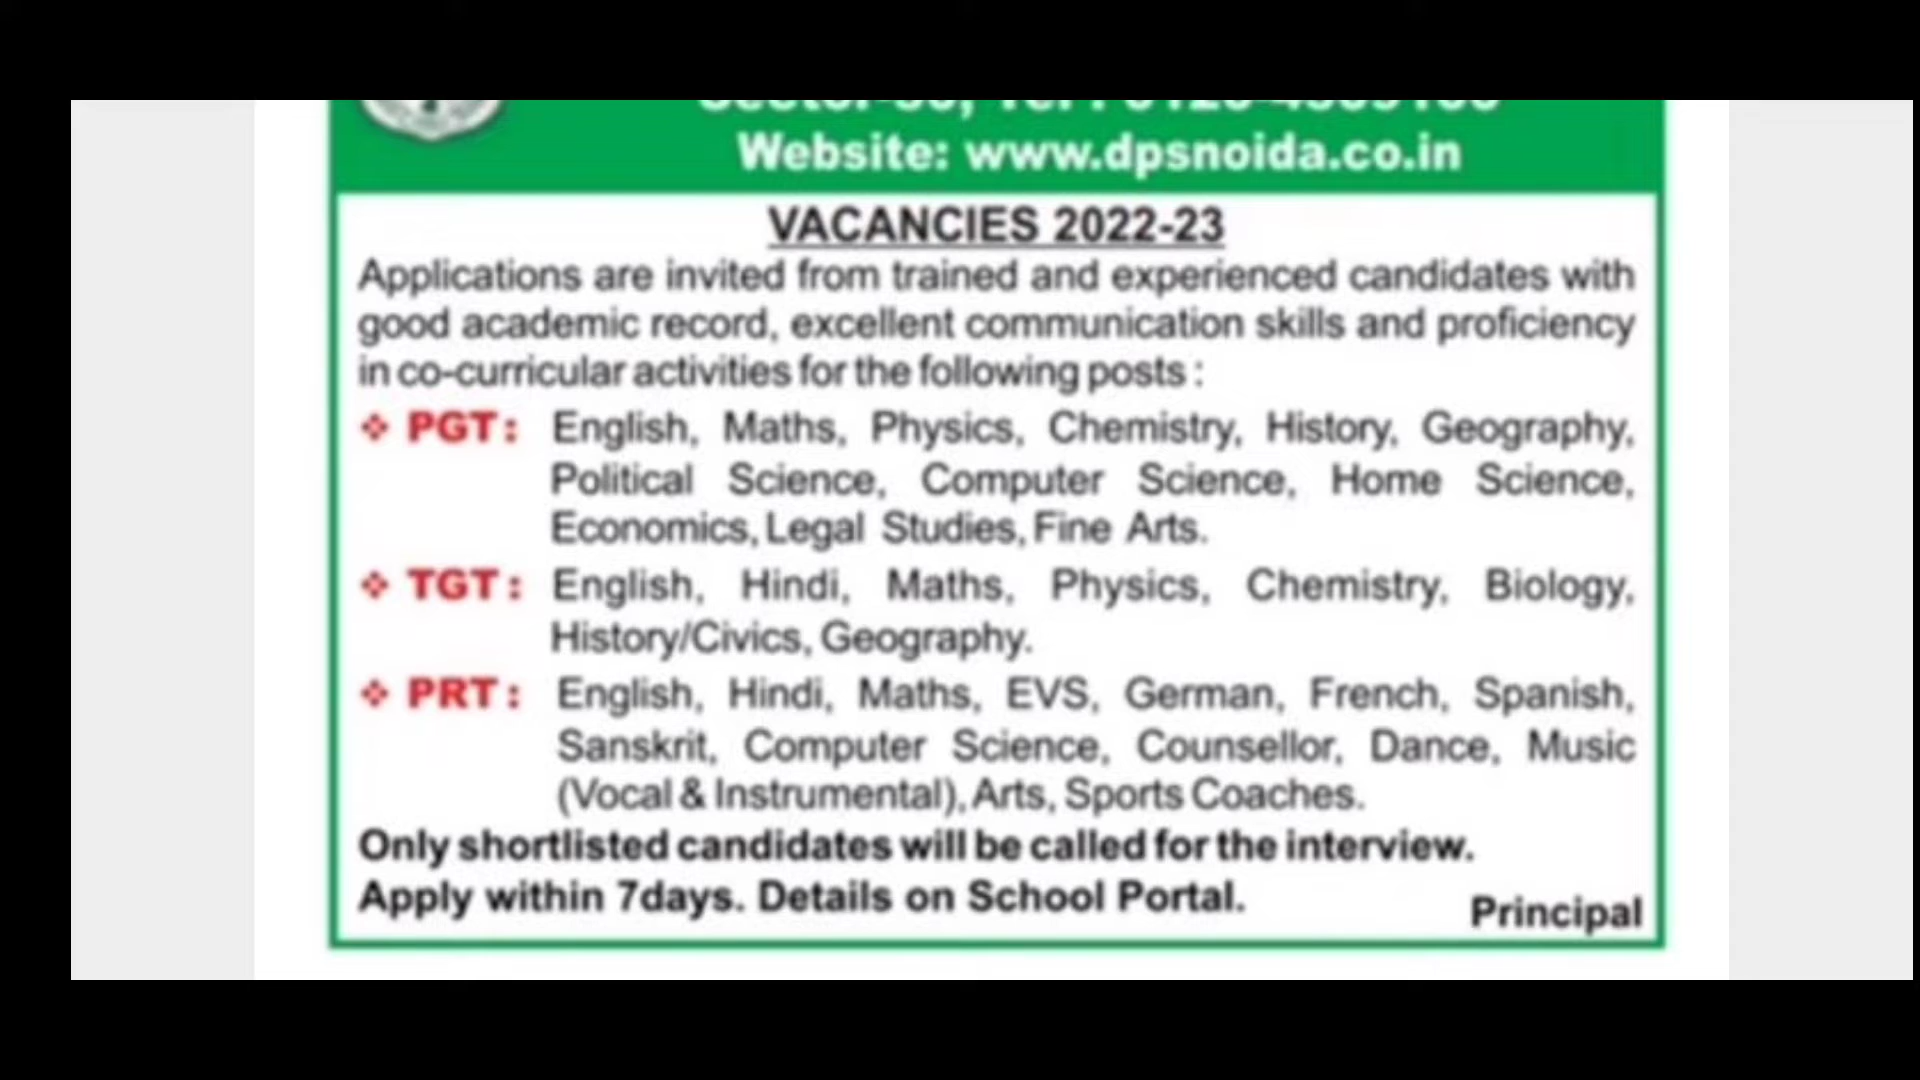 Website: www.dpsnoida.co.in
VACANCIES 2022-23
Applications are invited from trained and experienced candidates with
good academic record, excellent communication skills and proficiency
in co-curricular activities for the following posts :
❖ PGT : English, Maths, Physics, Chemistry, History, Geography,
Political Science, Computer Science, Home Science,
Economics, Legal Studies, Fine Arts.
❖ TGT : English, Hindi, Maths, Physics, Chemistry, Biology,
History/Civics, Geography.
❖ PRT : English, Hindi, Maths, EVS, German, French, Spanish,
Sanskrit, Computer Science, Counsellor, Dance, Music
(Vocal & Instrumental), Arts, Sports Coaches.
Only shortlisted candidates will be called for the interview.
Apply within 7days. Details on School Portal.
Principal